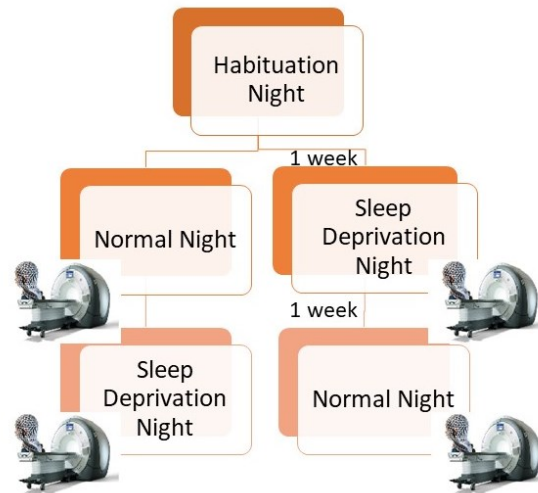 Habituation
Night
1 week
Normal Night
Sleep
Deprivation
Night
1 week
Sleep
Deprivation
Night
Normal Night